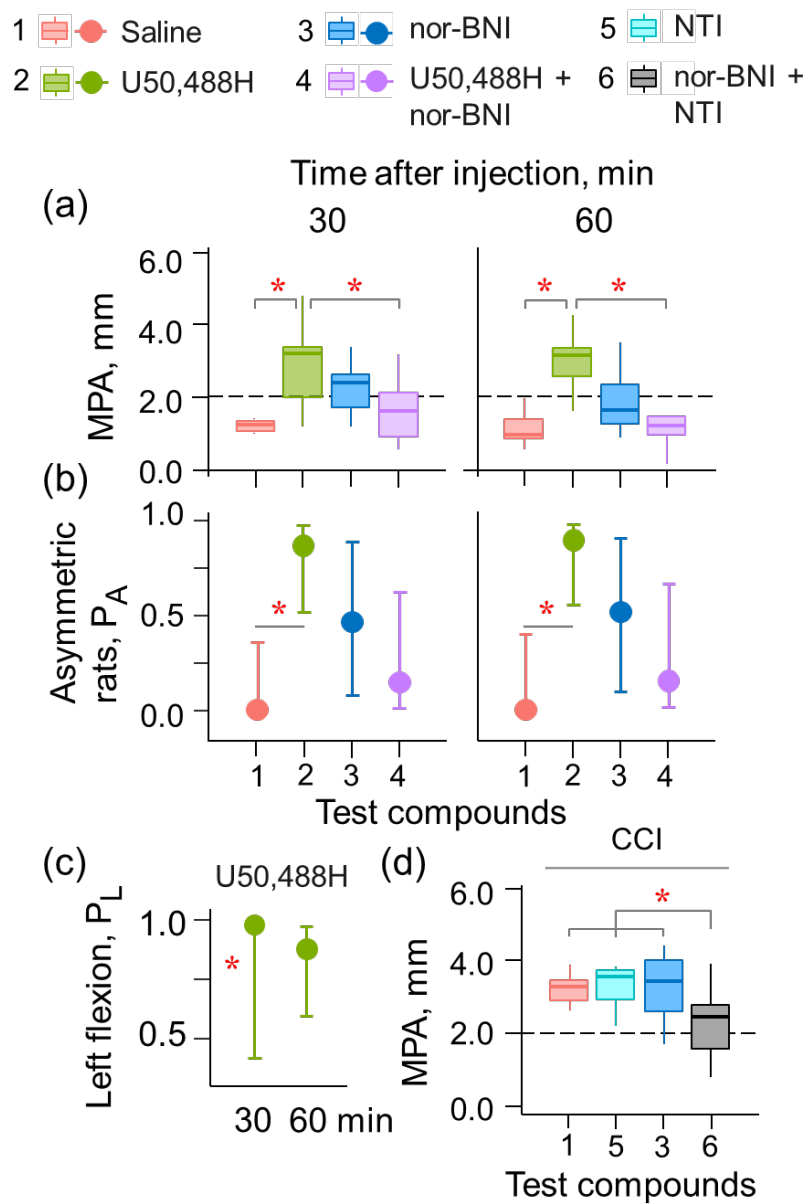 1 Saline 3 nor-BNI 5 NTI
2 U50,488H 4 U50,488H + nor-BNI 6 nor-BNI + NTI
Time after injection, min
(a) 30 60
MPA, mm
6.0
4.0
2.0
0.0
* * * *
(b)
Asymmetric rats, P_A
1.0
0.5
0.0
* *
1 2 3 4 1 2 3 4
Test compounds
(c) U50,488H
Left flexion, P_L
1.0
0.5
*
30 60 min
(d) CCI
MPA, mm
6.0
4.0
2.0
0.0
*
1 5 3 6
Test compounds